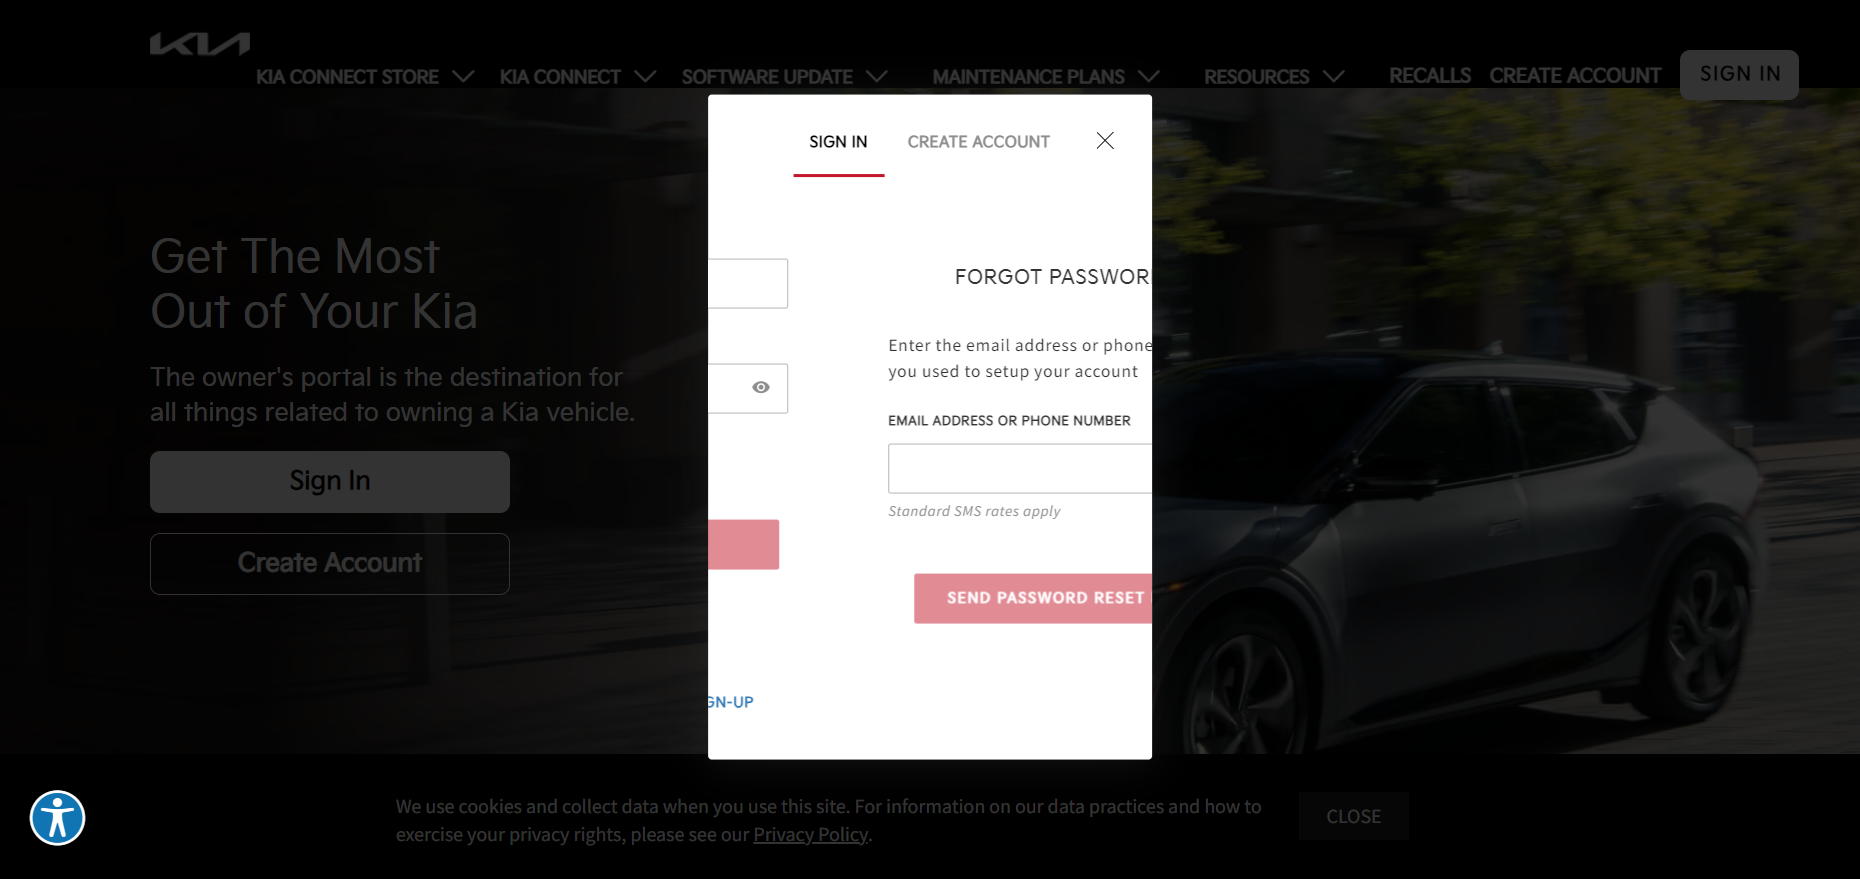 KIA
KIA CONNECT STORE
KIA CONNECT
SOFTWARE UPDATE
MAINTENANCE PLANS
RESOURCES
RECALLS
CREATE ACCOUNT
SIGN IN
SIGN IN
CREATE ACCOUNT
Get The Most
Out of Your Kia
The owner's portal is the destination for
all things related to owning a Kia vehicle.
Sign In
Create Account
FORGOT PASSWOR
Enter the email address or phone
you used to setup your account
EMAIL ADDRESS OR PHONE NUMBER
Standard SMS rates apply
SEND PASSWORD RESET
GN-UP
We use cookies and collect data when you use this site. For information on our data practices and how to
exercise your privacy rights, please see our Privacy Policy.
CLOSE